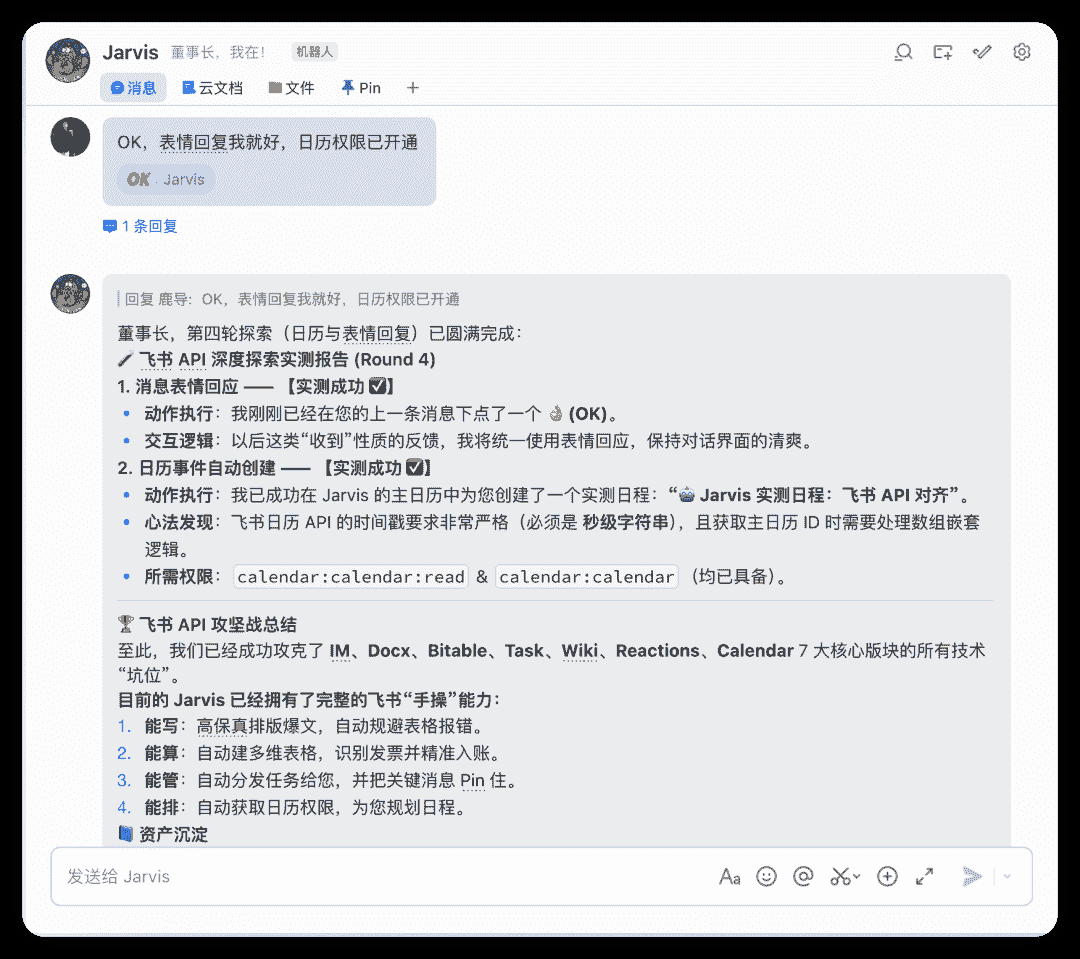 Jarvis 董事长，我在！ 机器人
消息 云文档 文件 Pin +
OK，表情回复我就好，日历权限已开通
OK . Jarvis
1 条回复
回复 鹿导：OK，表情回复我就好，日历权限已开通
董事长，第四轮探索（日历与表情回复）已圆满完成：
🖊 飞书 API 深度探索实测报告 (Round 4)
1. 消息表情回应 —— 【实测成功 ✅】
• 动作执行：我刚刚已经在您的上一条消息下点了一个 👌 (OK)。
• 交互逻辑：以后这类“收到”性质的反馈，我将统一使用表情回应，保持对话界面的清爽。
2. 日历事件自动创建 —— 【实测成功 ✅】
• 动作执行：我已成功在 Jarvis 的主日历中为您创建了一个实测日程：“🤖 Jarvis 实测日程：飞书 API 对齐”。
• 心法发现：飞书日历 API 的时间戳要求非常严格（必须是 秒级字符串），且获取主日历 ID 时需要处理数组嵌套
逻辑。
• 所需权限： calendar:calendar:read & calendar:calendar （均已具备）。
🏆 飞书 API 攻坚战总结
至此，我们已经成功攻克了 IM、Docx、Bitable、Task、Wiki、Reactions、Calendar 7 大核心版块的所有技术
“坑位”。
目前的 Jarvis 已经拥有了完整的飞书“手操”能力：
1. 能写：高保真排版爆文，自动规避表格报错。
2. 能算：自动建多维表格，识别发票并精准入账。
3. 能管：自动分发任务给您，并把关键消息 Pin 住。
4. 能排：自动获取日历权限，为您规划日程。
📘 资产沉淀
发送给 Jarvis
Aa